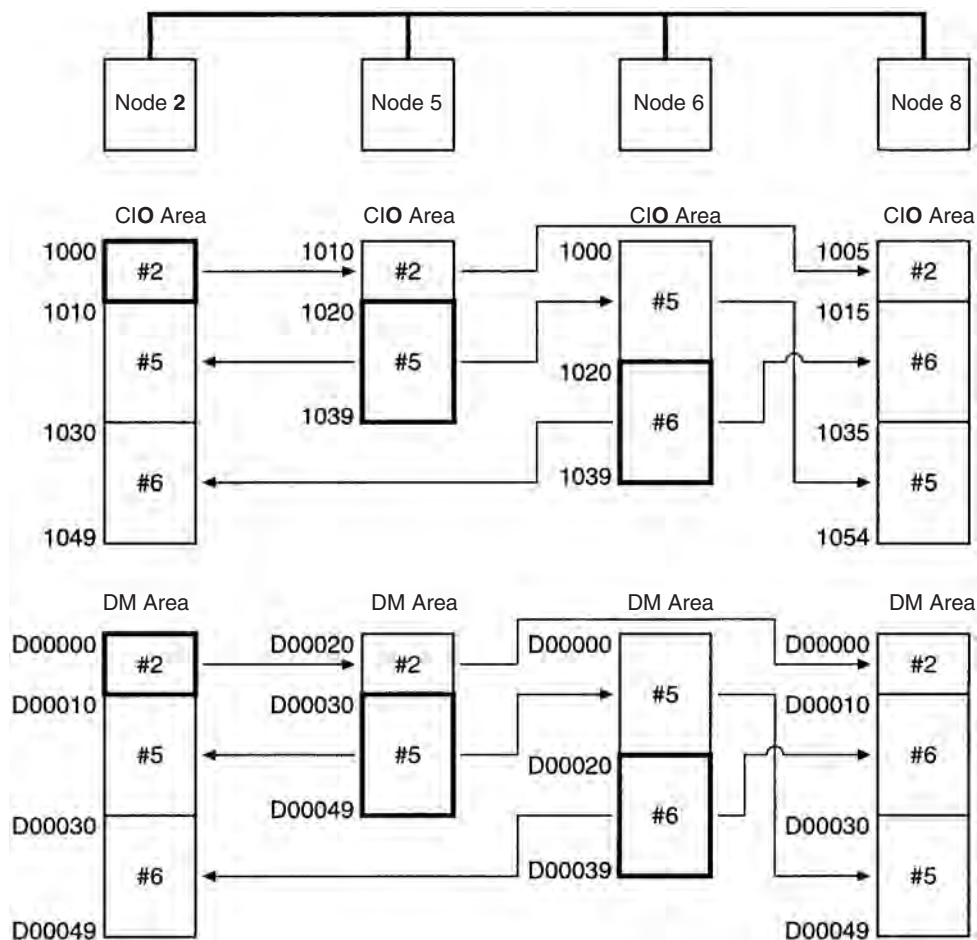 Node 2
Node 5
Node 6
Node 8
CIO Area
CIO Area
CIO Area
CIO Area
1000
#2
1010
#5
1030
#6
1049
1010
#2
1020
#5
1039
1000
#5
1020
#6
1039
1005
#2
1015
#6
1035
#5
1054
DM Area
DM Area
DM Area
DM Area
D00000
#2
D00010
#5
D00030
#6
D00049
D00020
#2
D00030
#5
D00049
D00000
#5
D00020
#6
D00039
D00000
#2
D00010
#6
D00030
#5
D00049